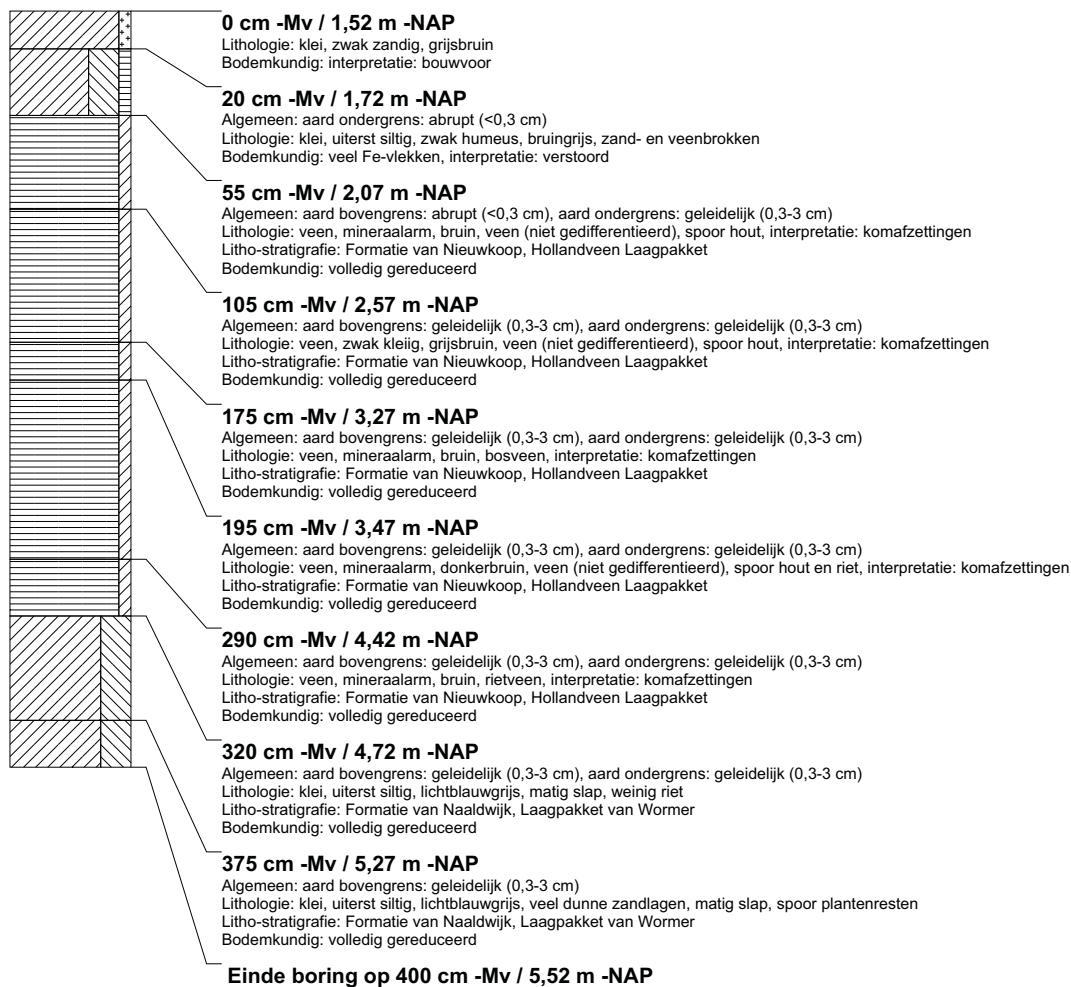 0 cm -Mv / 1,52 m -NAP
Lithologie: klei, zwak zandig, grijsbruin
Bodemkundig: interpretatie: bouwvoor
20 cm -Mv / 1,72 m -NAP
Algemeen: aard ondergrens: abrupt (<0,3 cm)
Lithologie: klei, uiterst siltig, zwak humeus, bruingrijs, zand- en veenbrokken
Bodemkundig: veel Fe-vlekken, interpretatie: verstoord
55 cm -Mv / 2,07 m -NAP
Algemeen: aard bovengrens: abrupt (<0,3 cm), aard ondergrens: geleidelijk (0,3-3 cm)
Lithologie: veen, mineraalarm, bruin, veen (niet gedifferentieerd), spoor hout, interpretatie: komafzettingen
Litho-stratigrafie: Formatie van Nieuwkoop, Hollandveen Laagpakket
Bodemkundig: volledig gereduceerd
105 cm -Mv / 2,57 m -NAP
Algemeen: aard bovengrens: geleidelijk (0,3-3 cm), aard ondergrens: geleidelijk (0,3-3 cm)
Lithologie: veen, zwak kleiig, grijsbruin, veen (niet gedifferentieerd), spoor hout, interpretatie: komafzettingen
Litho-stratigrafie: Formatie van Nieuwkoop, Hollandveen Laagpakket
Bodemkundig: volledig gereduceerd
175 cm -Mv / 3,27 m -NAP
Algemeen: aard bovengrens: geleidelijk (0,3-3 cm), aard ondergrens: geleidelijk (0,3-3 cm)
Lithologie: veen, mineraalarm, bruin, bosveen, interpretatie: komafzettingen
Litho-stratigrafie: Formatie van Nieuwkoop, Hollandveen Laagpakket
Bodemkundig: volledig gereduceerd
195 cm -Mv / 3,47 m -NAP
Algemeen: aard bovengrens: geleidelijk (0,3-3 cm), aard ondergrens: geleidelijk (0,3-3 cm)
Lithologie: veen, mineraalarm, donkerbruin, veen (niet gedifferentieerd), spoor hout en riet, interpretatie: komafzettingen
Litho-stratigrafie: Formatie van Nieuwkoop, Hollandveen Laagpakket
Bodemkundig: volledig gereduceerd
290 cm -Mv / 4,42 m -NAP
Algemeen: aard bovengrens: geleidelijk (0,3-3 cm), aard ondergrens: geleidelijk (0,3-3 cm)
Lithologie: veen, mineraalarm, bruin, rietveen, interpretatie: komafzettingen
Litho-stratigrafie: Formatie van Nieuwkoop, Hollandveen Laagpakket
Bodemkundig: volledig gereduceerd
320 cm -Mv / 4,72 m -NAP
Algemeen: aard bovengrens: geleidelijk (0,3-3 cm), aard ondergrens: geleidelijk (0,3-3 cm)
Lithologie: klei, uiterst siltig, lichtblauwgrijs, matig slap, weinig riet
Litho-stratigrafie: Formatie van Naaldwijk, Laagpakket van Wormer
Bodemkundig: volledig gereduceerd
375 cm -Mv / 5,27 m -NAP
Algemeen: aard bovengrens: geleidelijk (0,3-3 cm)
Lithologie: klei, uiterst siltig, lichtblauwgrijs, veel dunne zandlagen, matig slap, spoor plantenresten
Litho-stratigrafie: Formatie van Naaldwijk, Laagpakket van Wormer
Bodemkundig: volledig gereduceerd
Einde boring op 400 cm -Mv / 5,52 m -NAP